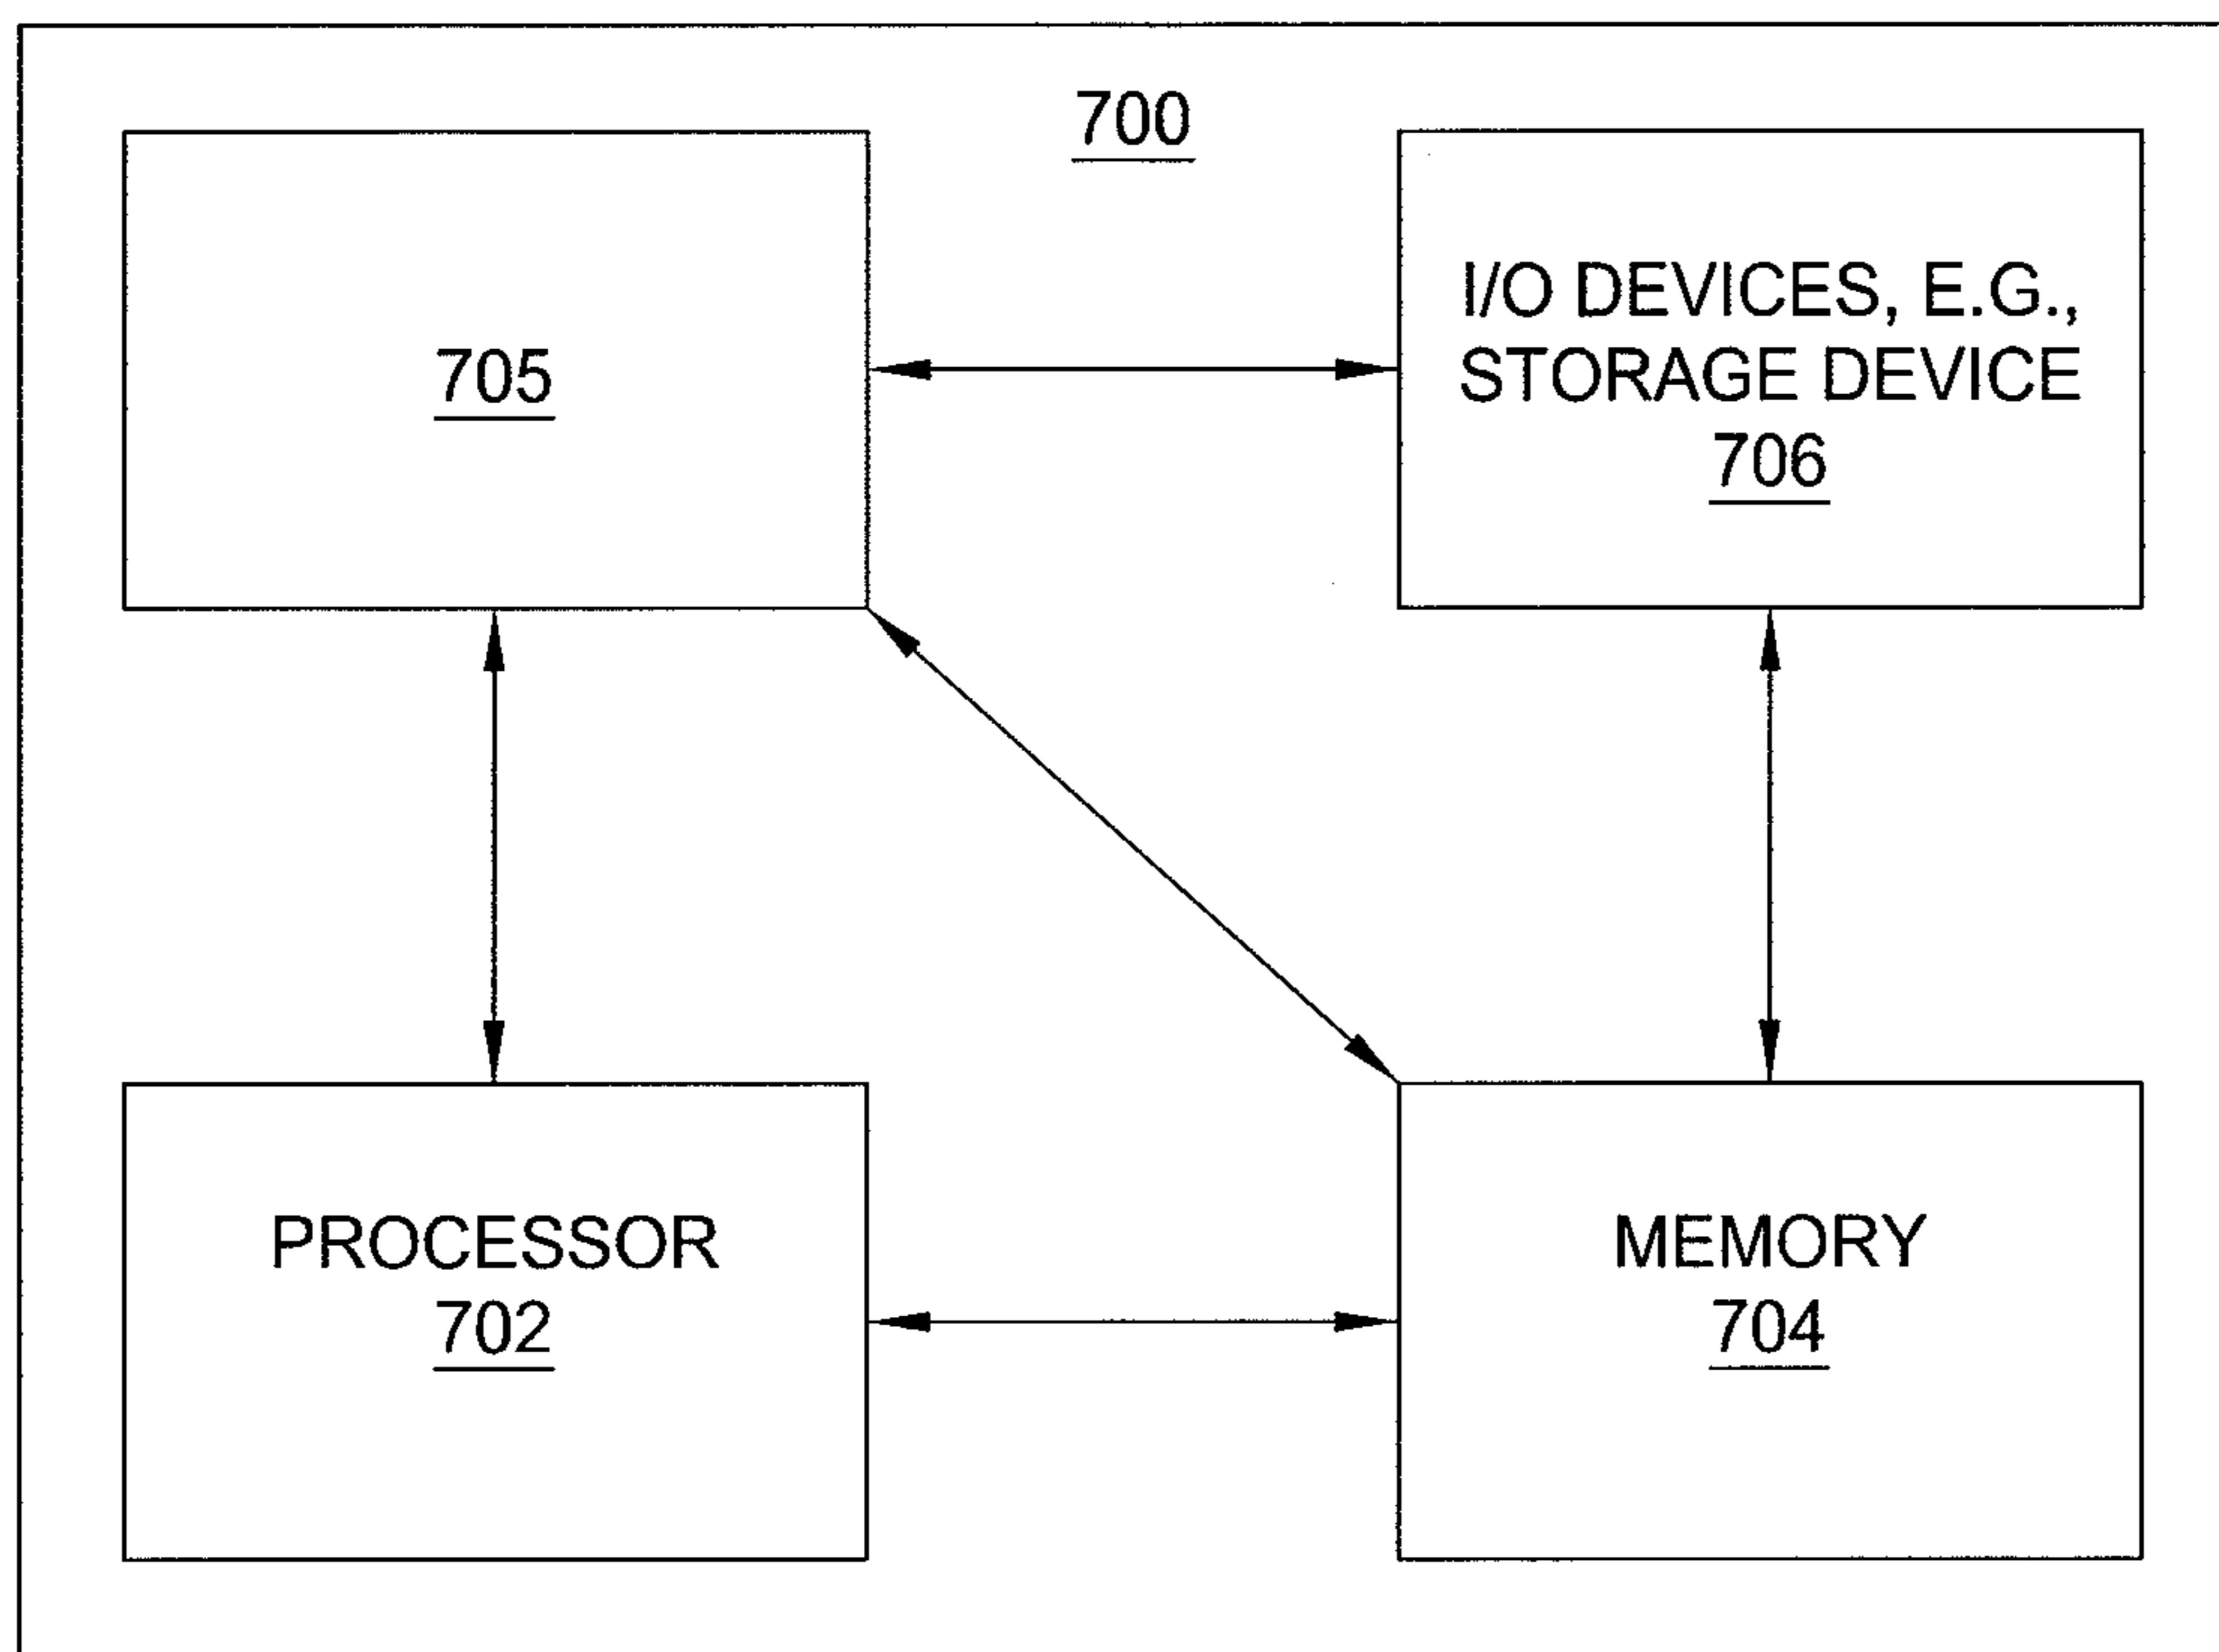 700
705
I/O DEVICES, E.G.,
STORAGE DEVICE
706
PROCESSOR
702
MEMORY
704